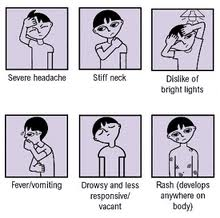 Severe headache
Stiff neck
Dislike of
bright lights
Fever/vomiting
Drowsy and less
responsive/
vacant
Rash (develops
anywhere on
body)